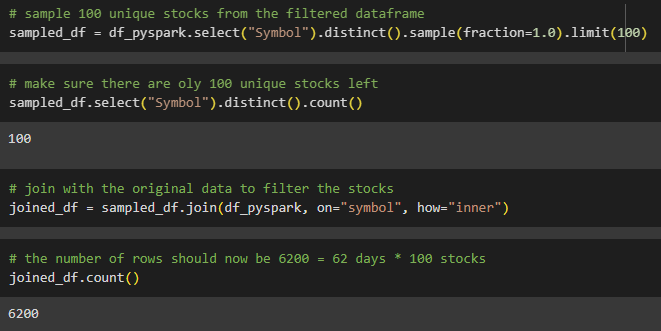 # sample 100 unique stocks from the filtered dataframe
sampled_df = df_pyspark.select("Symbol").distinct().sample(fraction=1.0).limit(100)
# make sure there are oly 100 unique stocks left
sampled_df.select("Symbol").distinct().count()
100
# join with the original data to filter the stocks
joined_df = sampled_df.join(df_pyspark, on="symbol", how="inner")
# the number of rows should now be 6200 = 62 days * 100 stocks
joined_df.count()
6200